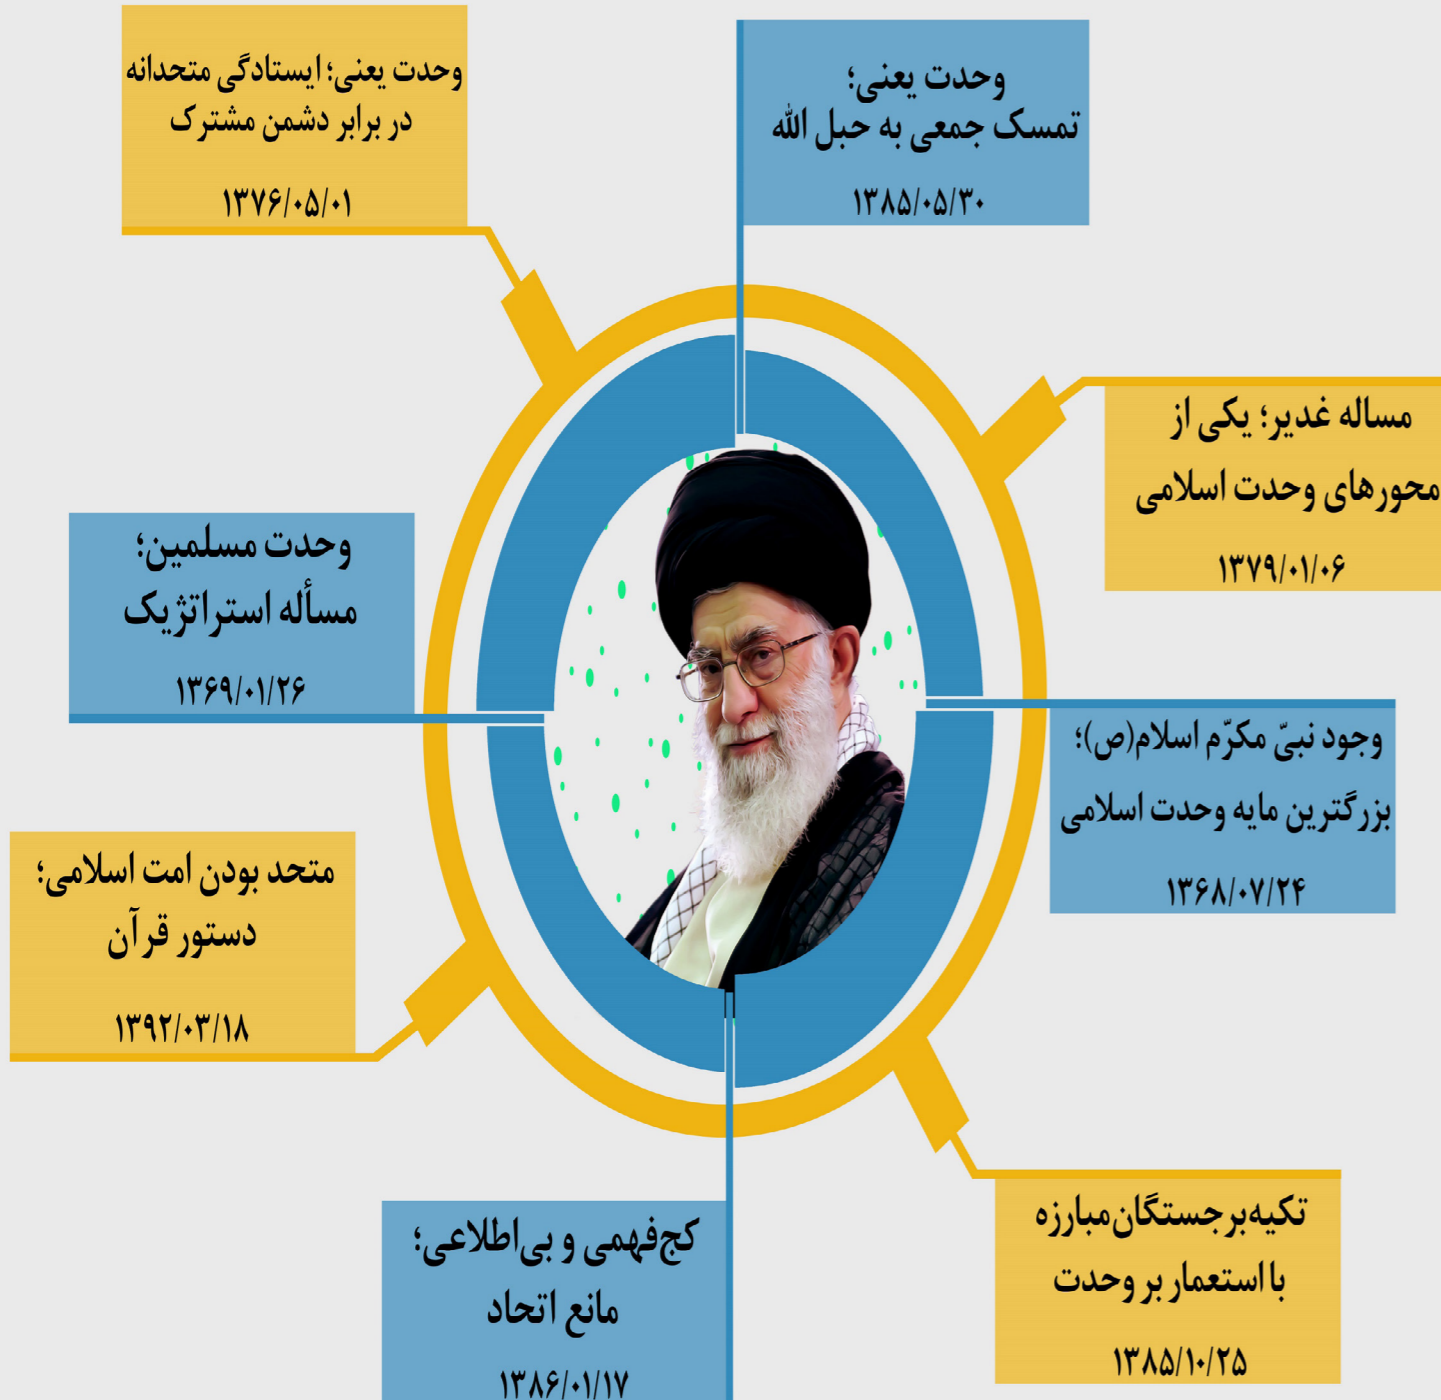 وحدت یعنی؛
تمسک جمعی به حبل الله
۱۳۸۵/۰۵/۳۰
وحدت یعنی؛ ایستادگی متحدانه
در برابر دشمن مشترک
۱۳۷۶/۰۵/۰۱
مساله غدیر؛ یکی از
محورهای وحدت اسلامی
۱۳۷۹/۰۱/۰۶
وحدت مسلمین؛
مسأله استراتژیک
۱۳۶۹/۰۱/۲۶
وجود نبیّ مکرّم اسلام(ص)؛
بزرگترین مایه وحدت اسلامی
۱۳۶۸/۰۷/۲۴
متحد بودن امت اسلامی؛
دستور قرآن
۱۳۹۲/۰۳/۱۸
تکیه‌برجستگان‌مبارزه
با استعمار بر وحدت
۱۳۸۵/۱۰/۲۵
کج‌فهمی و بی‌اطلاعی؛
مانع اتحاد
۱۳۸۶/۰۱/۱۷